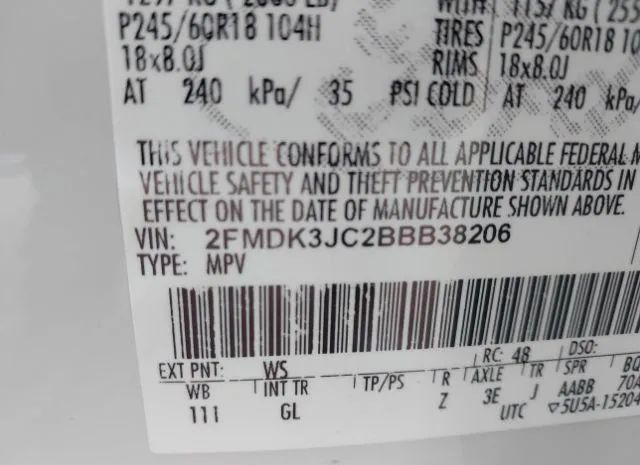 P245/60R18 104H TIRES P245/60R18 10
18x8.0J RIMS 18x8.0J
AT 240 kPa/ 35 PSI COLD AT 240 kPa/
THIS VEHICLE CONFORMS TO ALL APPLICABLE FEDERAL M
VEHICLE SAFETY AND THEFT PREVENTION STANDARDS IN
EFFECT ON THE DATE OF MANUFACTURE SHOWN ABOVE.
VIN: 2FMDK3JC2BBB38206
TYPE: MPV
EXT PNT: WS RC: 48 DSO:
WB INT TR TP/PS R AXLE TR SPR BQ
111 GL Z 3E J AABB 70A
UTC ▽5U5A-15204